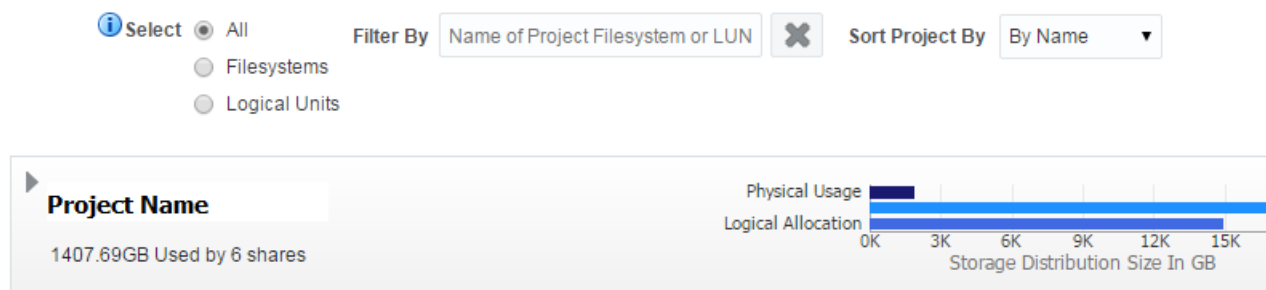 Select All Filter By Name of Project Filesystem or LUN Sort Project By By Name
Filesystems
Logical Units
Project Name
1407.69GB Used by 6 shares
Physical Usage
Logical Allocation
0K 3K 6K 9K 12K 15K
Storage Distribution Size In GB